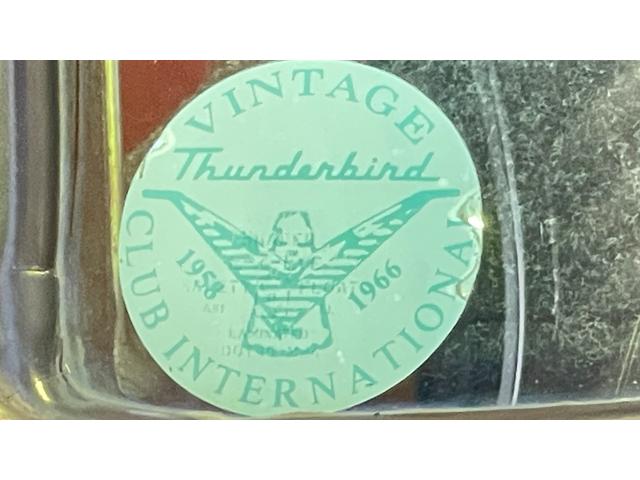 VINTAGE
Thunderbird
1958 1966
CLUB INTERNATIONAL